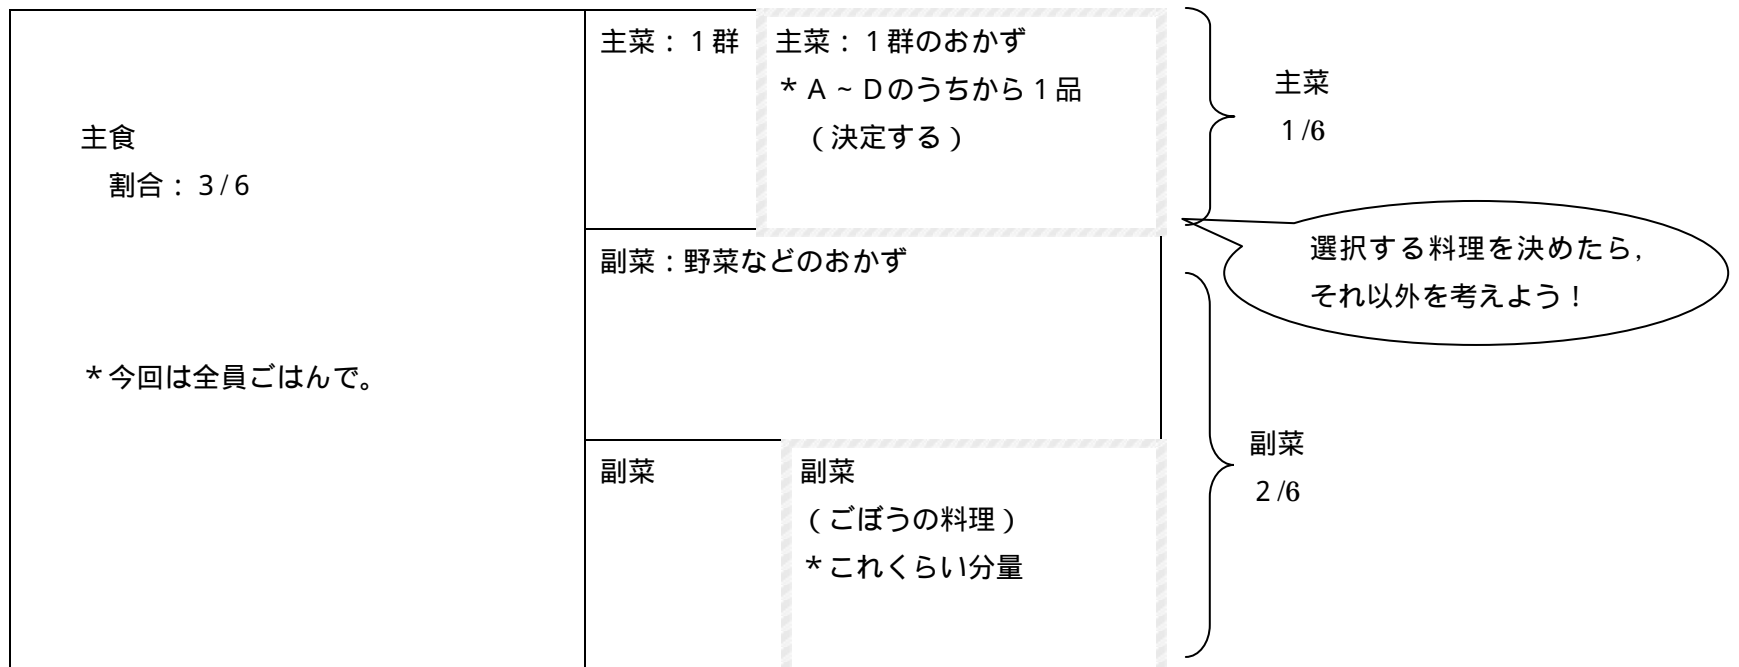 主食
割合：3/6
＊今回は全員ごはんで。
主菜：1群
主菜：1群のおかず
＊A～Dのうちから1品
（決定する）
副菜：野菜などのおかず
副菜
副菜
（ごぼうの料理）
＊これくらい分量
主菜
1/6
選択する料理を決めたら，
それ以外を考えよう！
副菜
2/6